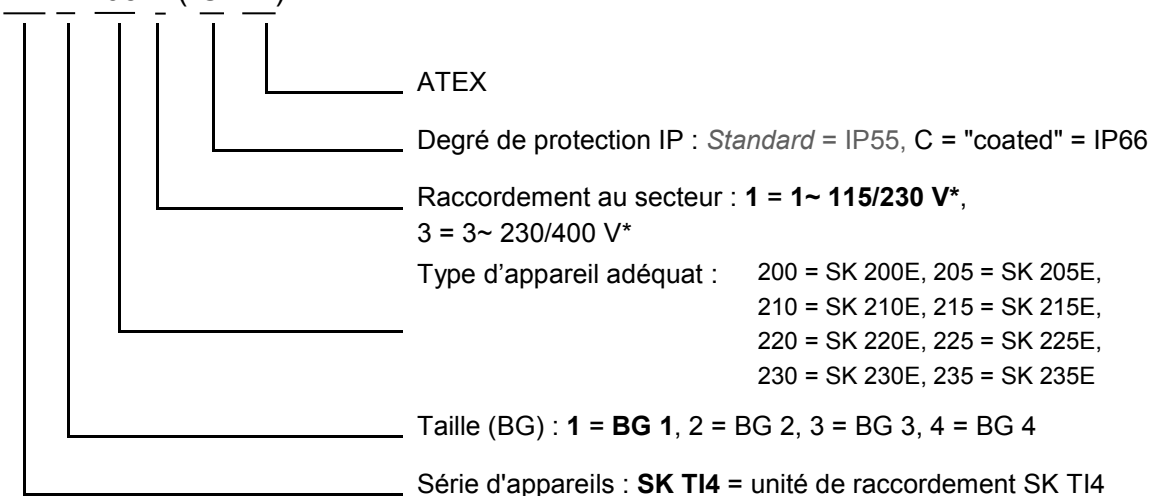 ATEX
Degré de protection IP : Standard = IP55, C = "coated" = IP66
Raccordement au secteur : 1 = 1~ 115/230 V*,
3 = 3~ 230/400 V*
Type d’appareil adéquat : 200 = SK 200E, 205 = SK 205E,
210 = SK 210E, 215 = SK 215E,
220 = SK 220E, 225 = SK 225E,
230 = SK 230E, 235 = SK 235E
Taille (BG) : 1 = BG 1, 2 = BG 2, 3 = BG 3, 4 = BG 4
Série d'appareils : SK TI4 = unité de raccordement SK TI4